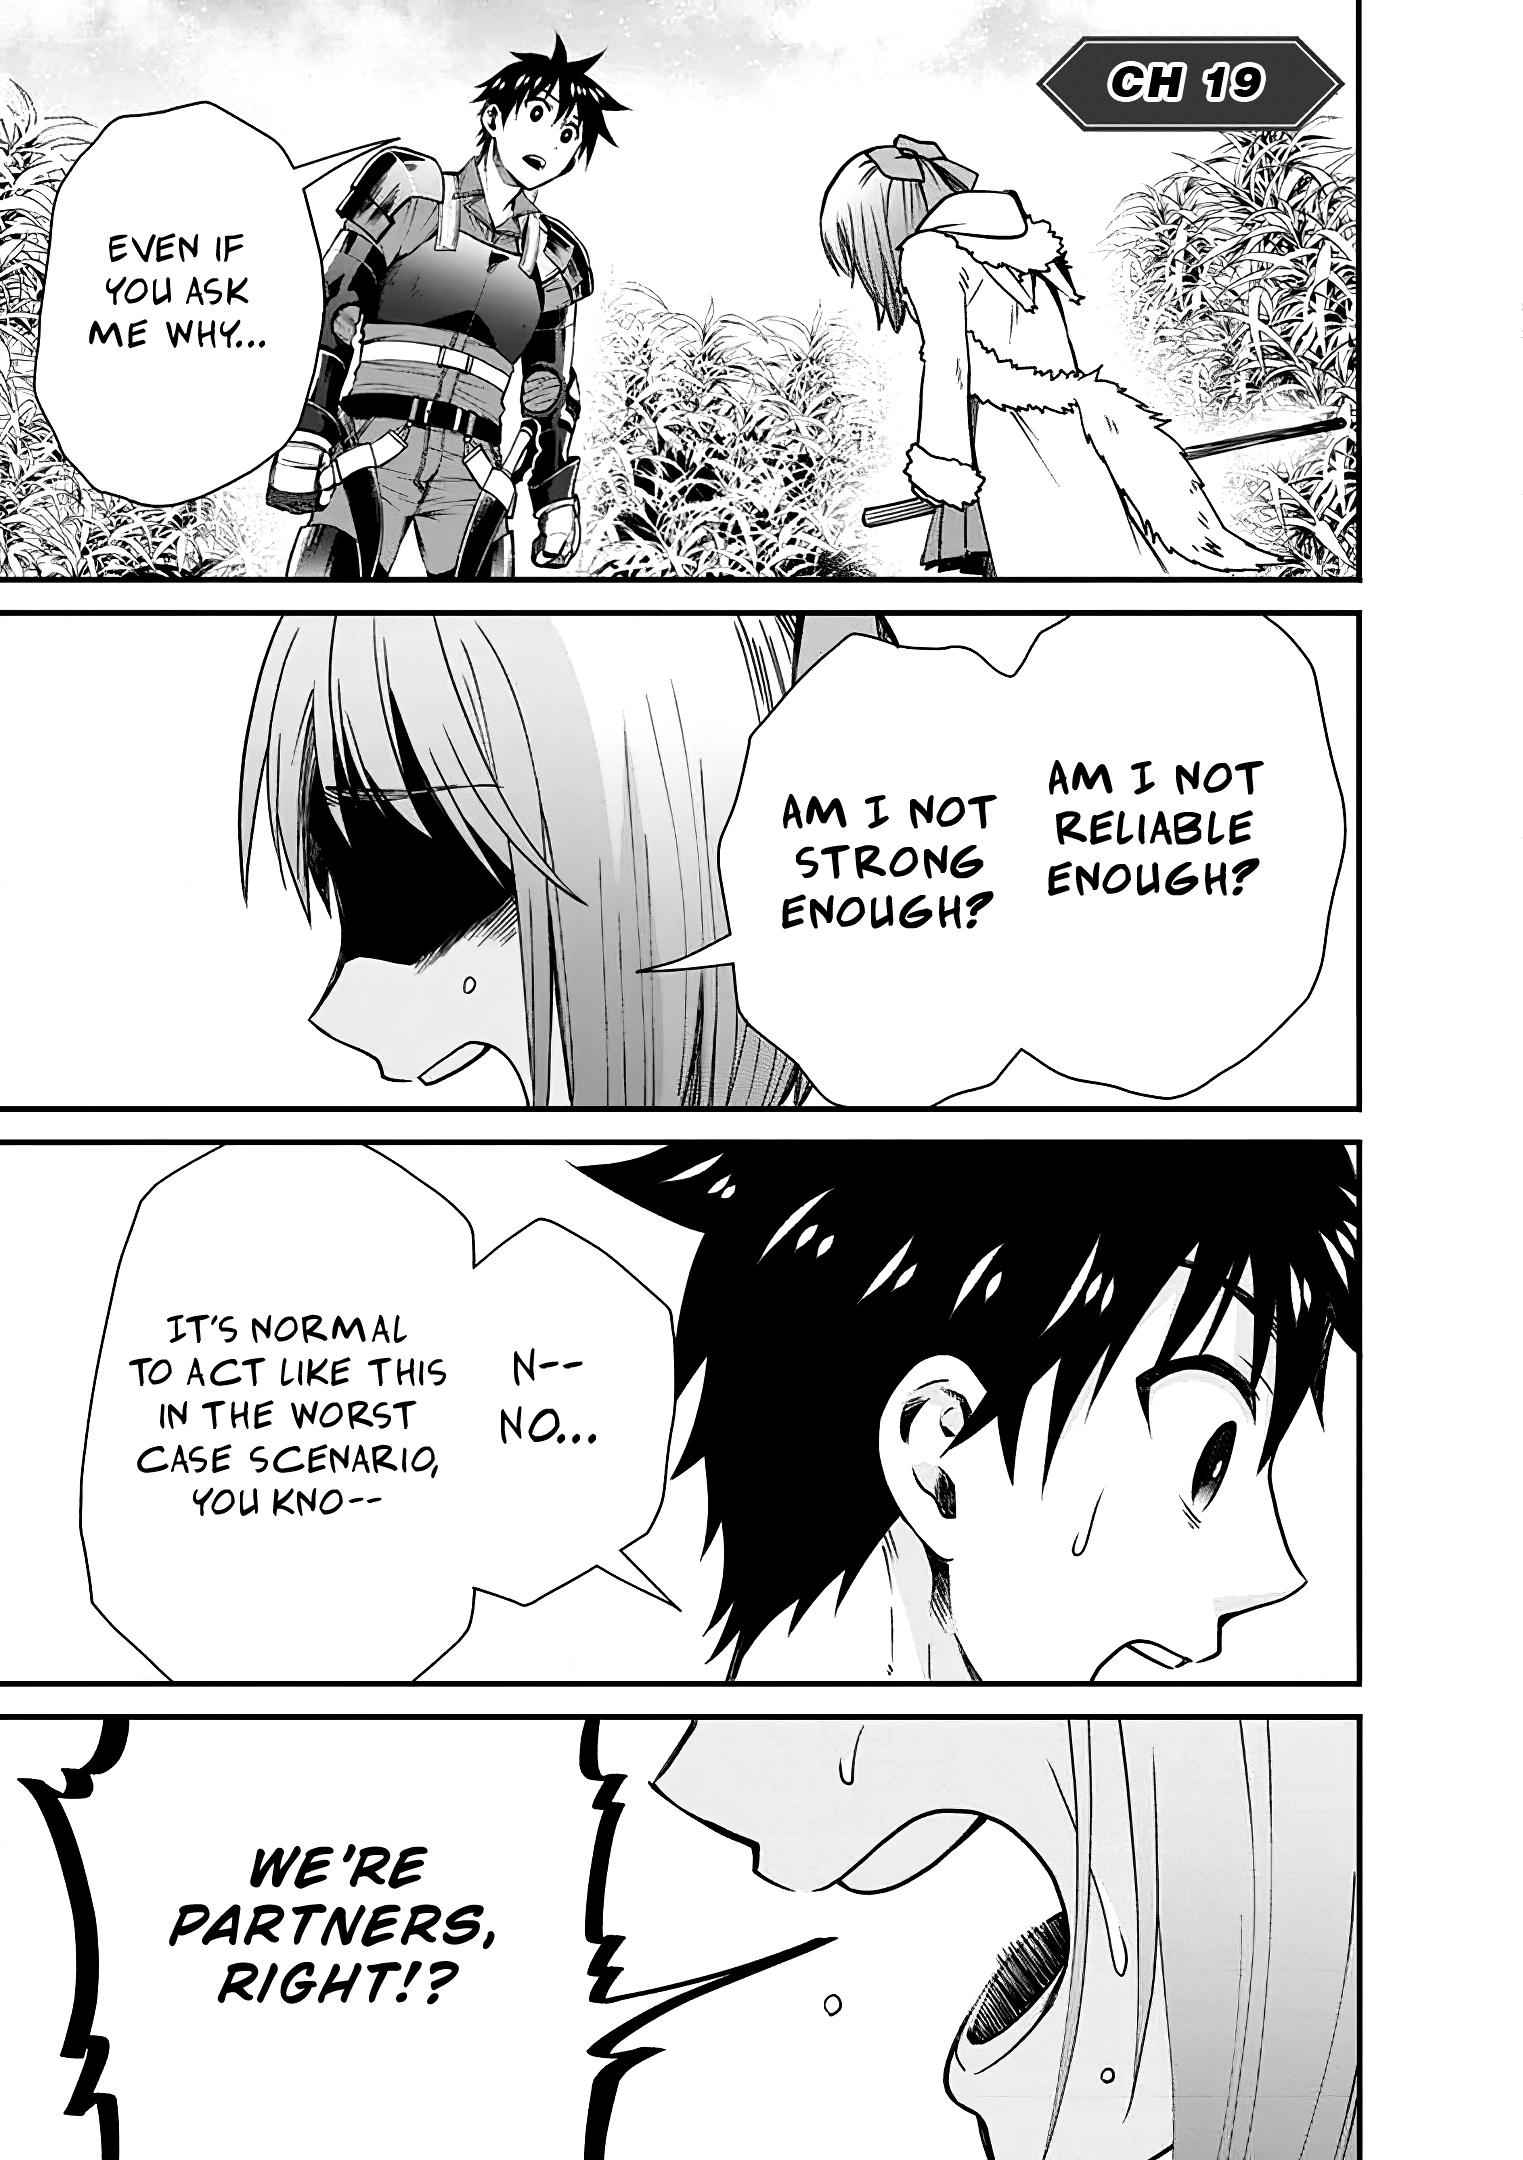 CH 19
EVEN IF
YOU ASK
ME WHY...
AM I NOT
RELIABLE
ENOUGH?
AM I NOT
STRONG
ENOUGH?
N--
NO...
IT'S NORMAL
TO ACT LIKE THIS
IN THE WORST
CASE SCENARIO,
YOU KNO--
WE'RE
PARTNERS,
RIGHT!?